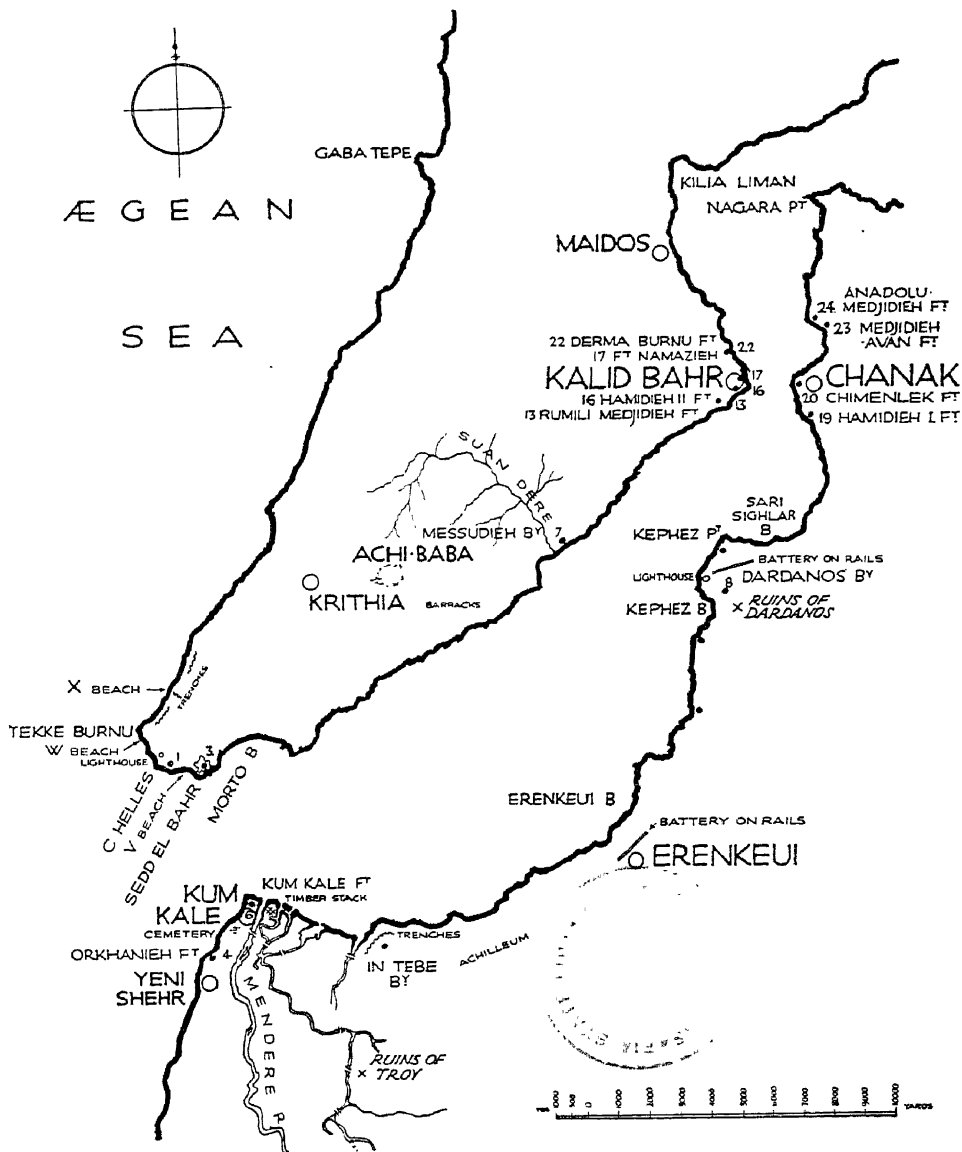 GABA TEPE
ÆGEAN
SEA
KILIA LIMAN
NAGARA PT
MAIDOS
ANADOLU·
24 MEDJIDIEH FT
23 MEDJIDIEH
-AVAN FT
22 DERMA BURNU FT
22
17 FT NAMAZIEH
17
KALID BAHR
16
16 HAMIDIEH II FT
13 RUMILI MEDJIDIEH FT
13
CHANAK
20 CHIMENLEK FT
19 HAMIDIEH I FT
SUAN DERE
MESSUDIEH BY 7
ACHI·BABA
KRITHIA
BARRACKS
SARI
SIGHLAR
B
KEPHEZ PT
BATTERY ON RAILS
LIGHTHOUSE
8 DARDANOS BY
KEPHEZ B
X RUINS OF
DARDANOS
X BEACH
TRENCHES
TEKKE BURNU
W BEACH
LIGHTHOUSE
1
3
C HELLES
V BEACH
SEDD EL BAHR
MORTO B
ERENKEUI B
BATTERY ON RAILS
ERENKEUI
KUM
KALE
KUM KALE FT
TIMBER STACK
CEMETERY
ORKHANIEH FT 4
YENI
SHEHR
TRENCHES
IN TEBE
BY
ACHILLEUM
MENDERE R
X RUINS OF
TROY
YARDS